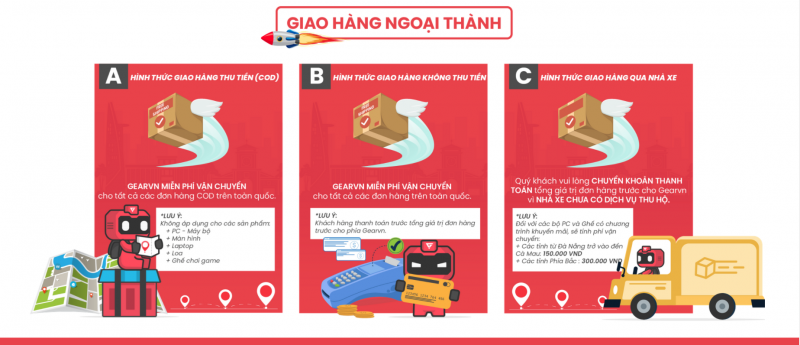 GIAO HÀNG NGOẠI THÀNH
A
HÌNH THỨC GIAO HÀNG THU TIỀN (COD)
GEARVN MIỄN PHÍ VẬN CHUYỂN
cho tất cả các đơn hàng COD trên toàn quốc.
*LƯU Ý:
Không áp dụng cho các sản phẩm:
+ PC - Máy bộ
+ Màn hình
+ Laptop
+ Loa
+ Ghế chơi game
B
HÌNH THỨC GIAO HÀNG KHÔNG THU TIỀN
GEARVN MIỄN PHÍ VẬN CHUYỂN
cho tất cả các đơn hàng trên toàn quốc.
*LƯU Ý:
Khách hàng thanh toán trước tổng giá trị đơn hàng
trước cho phía Gearvn.
C
HÌNH THỨC GIAO HÀNG QUA NHÀ XE
Quý khách vui lòng CHUYỂN KHOẢN THANH
TOÁN tổng giá trị đơn hàng trước cho Gearvn
vì NHÀ XE CHƯA CÓ DỊCH VỤ THU HỘ.
*LƯU Ý:
Đối với các bộ PC và Ghế có chương
trình khuyến mãi, sẽ tính phí vận
chuyển:
+ Các tỉnh từ Đà Nẵng trở vào đến
Cà Mau: 150.000 VND
+ Các tỉnh Phía Bắc : 300.000 VND